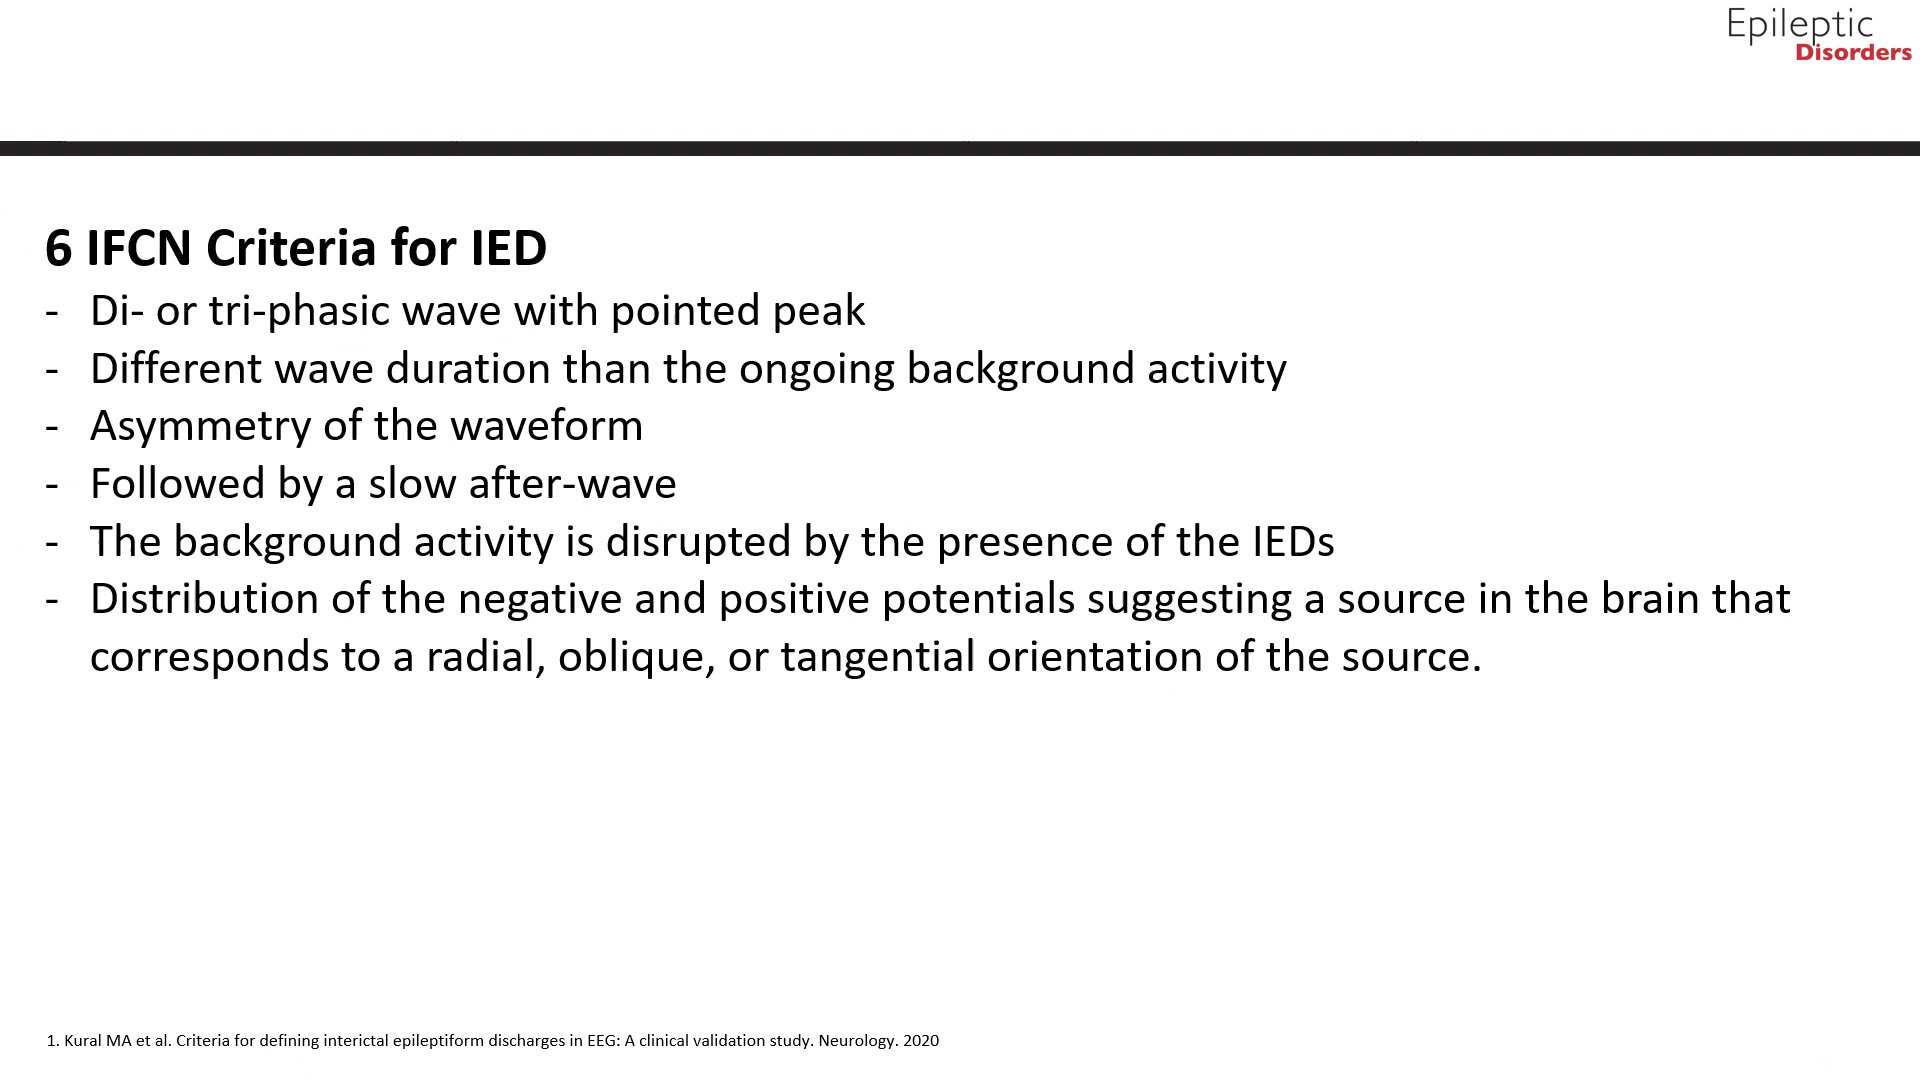 Epileptic
Disorders
6 IFCN Criteria for IED
- Di- or tri-phasic wave with pointed peak
- Different wave duration than the ongoing background activity
- Asymmetry of the waveform
- Followed by a slow after-wave
- The background activity is disrupted by the presence of the IEDs
- Distribution of the negative and positive potentials suggesting a source in the brain that
corresponds to a radial, oblique, or tangential orientation of the source.
1. Kural MA et al. Criteria for defining interictal epileptiform discharges in EEG: A clinical validation study. Neurology. 2020